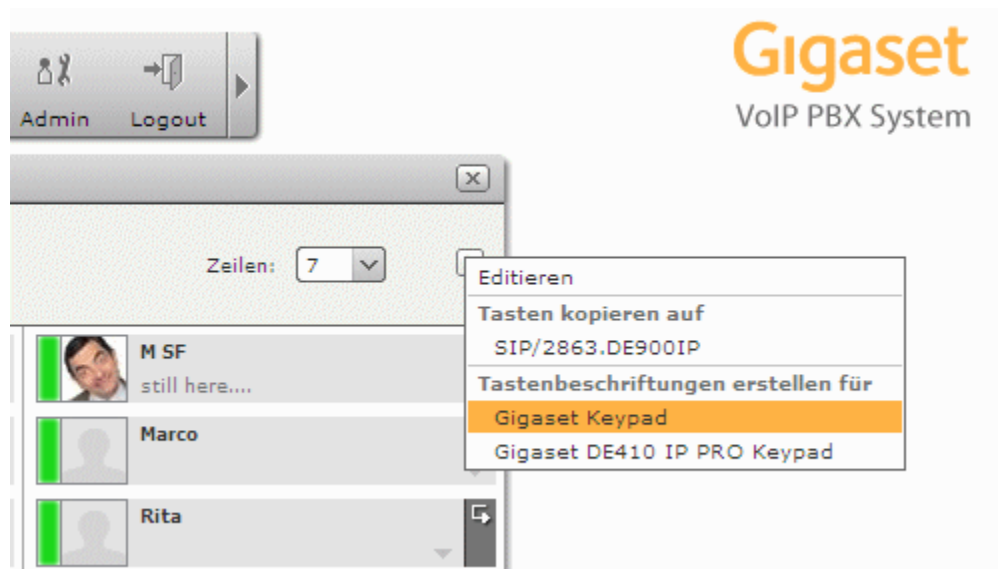 Gigaset
VoIP PBX System
Admin Logout
Zeilen: 7
Editieren
Tasten kopieren auf
SIP/2863.DE900IP
Tastenbeschriftungen erstellen für
Gigaset Keypad
Gigaset DE410 IP PRO Keypad
M SF
still here....
Marco
Rita